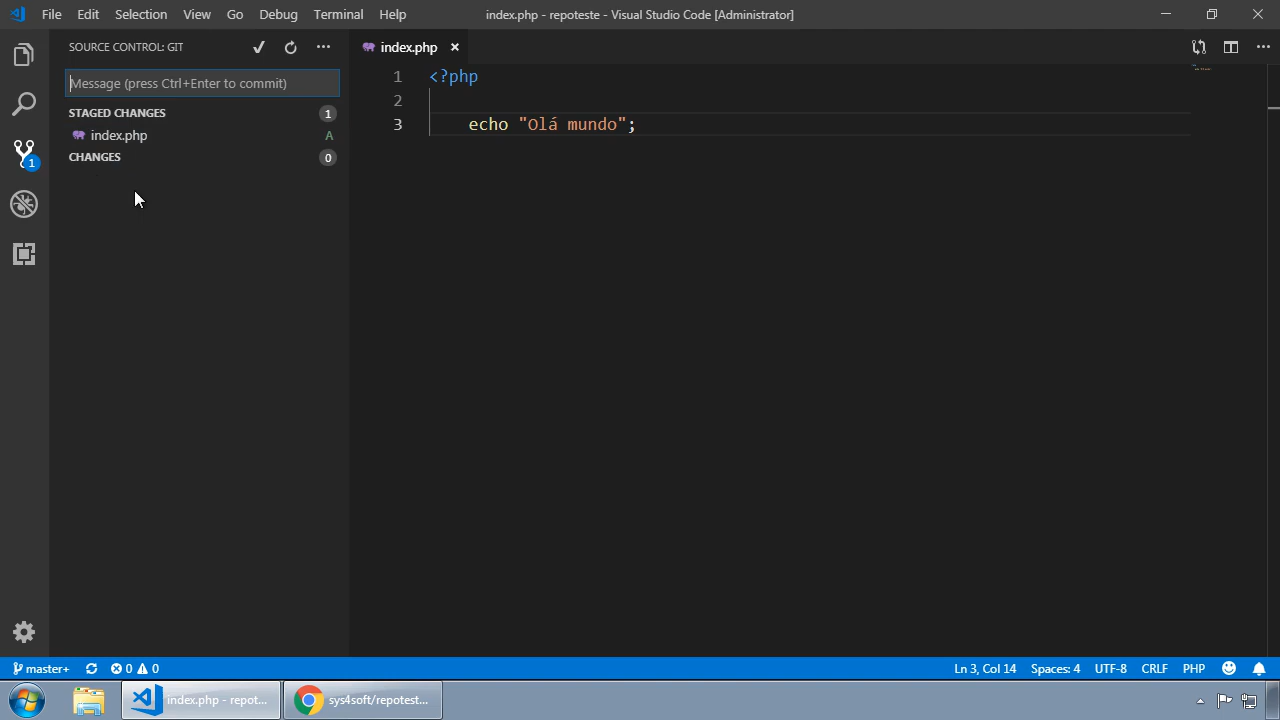 File Edit Selection View Go Debug Terminal Help
index.php - repoteste - Visual Studio Code [Administrator]
SOURCE CONTROL: GIT
Message (press Ctrl+Enter to commit)
STAGED CHANGES 1
index.php A
CHANGES 0
1
index.php
1 <?php
2
3 echo "Olá mundo";
master+ 0 0
Ln 3, Col 14 Spaces: 4 UTF-8 CRLF PHP
index.php - repot...
sys4soft/repotest...